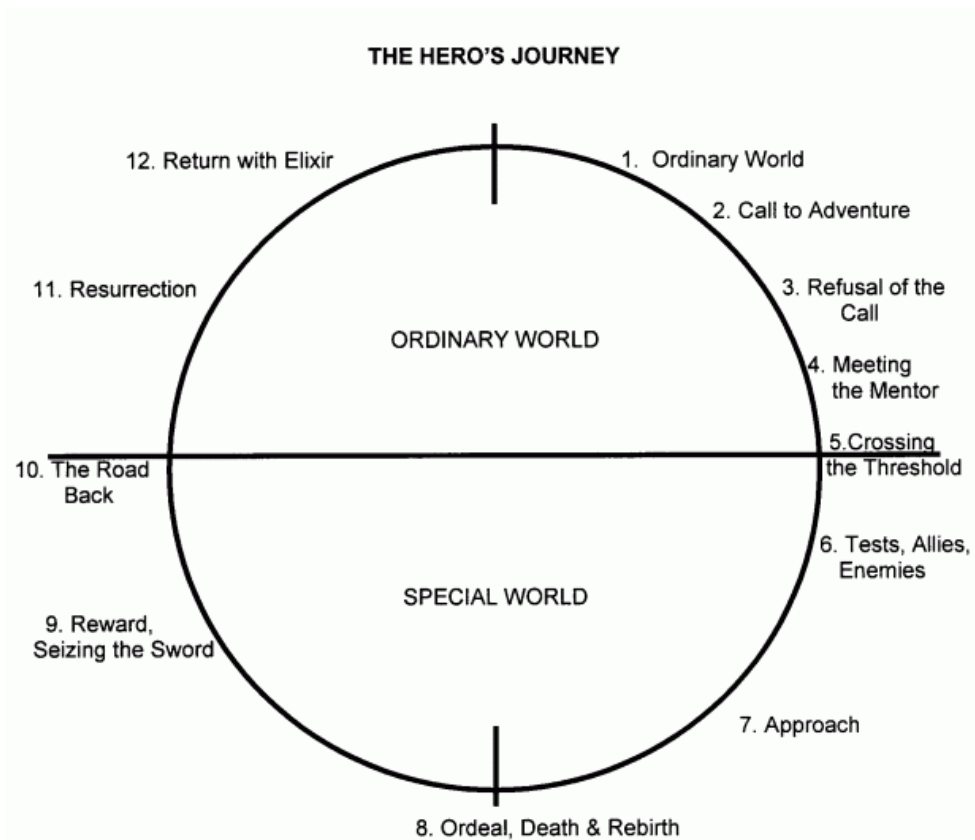 THE HERO'S JOURNEY
1. Ordinary World
2. Call to Adventure
3. Refusal of the
Call
4. Meeting
the Mentor
5.Crossing
the Threshold
6. Tests, Allies,
Enemies
7. Approach
8. Ordeal, Death & Rebirth
9. Reward,
Seizing the Sword
10. The Road
Back
11. Resurrection
12. Return with Elixir
ORDINARY WORLD
SPECIAL WORLD